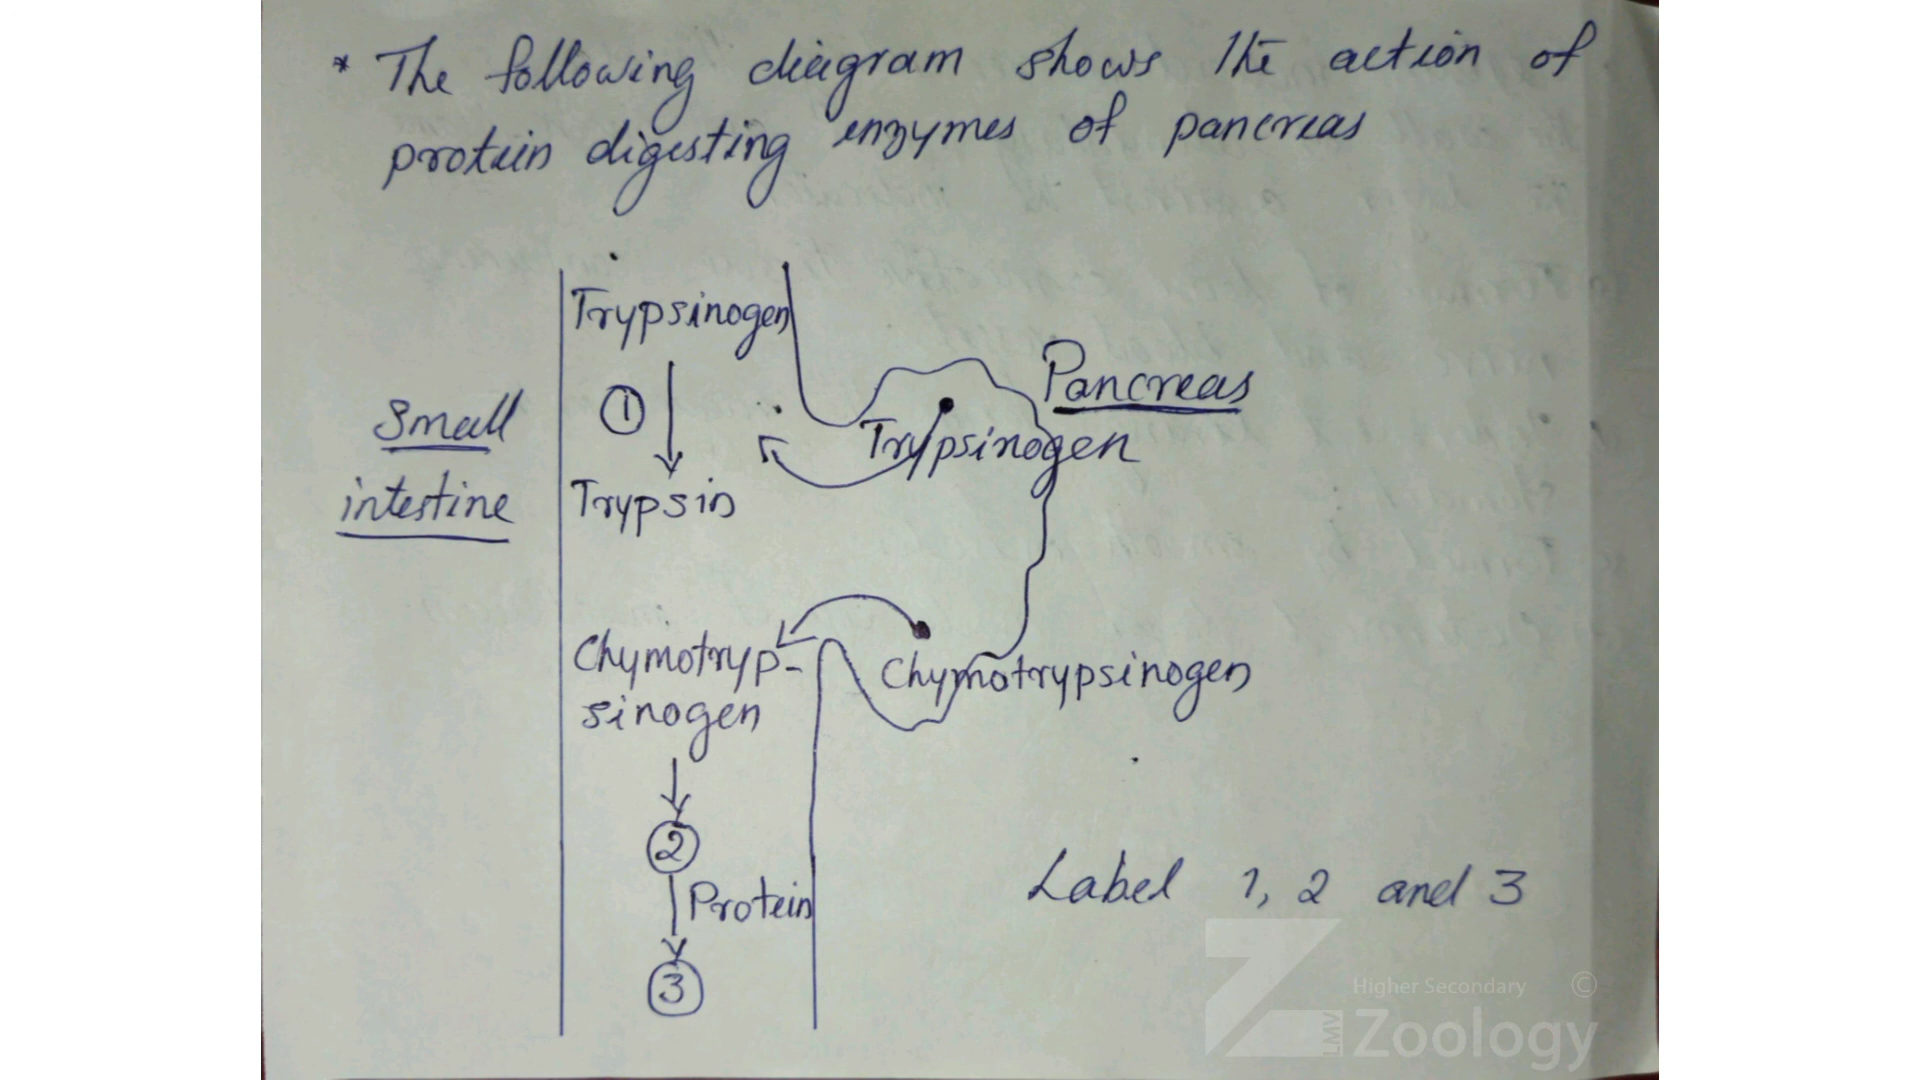 * The following diagram shows the action of
protein digesting enzymes of pancreas
Trypsinogen
Pancreas
Small
1
Trypsinogen
intestine
Trypsin
Chymotryp-
sinogen
Chymotrypsinogen
2
Protein
Label 1, 2 and 3
3
Higher Secondary ©
LMV Zoology